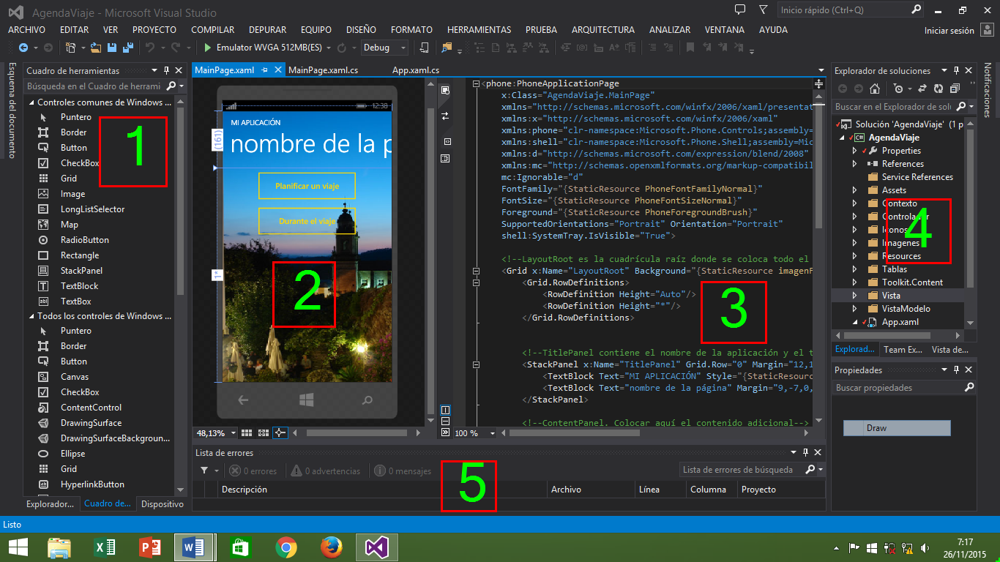 AgendaViaje - Microsoft Visual Studio
Inicio rápido (Ctrl+Q)
ARCHIVO EDITAR VER PROYECTO COMPILAR DEPURAR EQUIPO DISEÑO FORMATO HERRAMIENTAS PRUEBA ARQUITECTURA ANALIZAR VENTANA AYUDA
Iniciar sesión
Emulator WVGA 512MB(ES) Debug
Esquema del documento
Cuadro de herramientas
Búsqueda en el Cuadro de herrami
Controles comunes de Windows ...
Puntero
Border
Button
CheckBox
Grid
Image
LongListSelector
Map
RadioButton
Rectangle
StackPanel
TextBlock
TextBox
Todos los controles de Windows ...
Puntero
Border
Button
Canvas
CheckBox
ContentControl
DrawingSurface
DrawingSurfaceBackgroun...
Ellipse
Grid
HyperlinkButton
Explorador... Cuadro de... Dispositivo
1
MainPage.xaml MainPage.xaml.cs App.xaml.cs
12:38
MI APLICACIÓN
nombre de la p
(161)
Planificar un viaje
Durante el viaje
1*
2
48,13%
<phone:PhoneApplicationPage
x:Class="AgendaViaje.MainPage"
xmlns="http://schemas.microsoft.com/winfx/2006/xaml/presentat
xmlns:x="http://schemas.microsoft.com/winfx/2006/xaml"
xmlns:phone="clr-namespace:Microsoft.Phone.Controls;assembly=
xmlns:shell="clr-namespace:Microsoft.Phone.Shell;assembly=Mic
xmlns:d="http://schemas.microsoft.com/expression/blend/2008"
xmlns:mc="http://schemas.openxmlformats.org/markup-compatibil
mc:Ignorable="d"
FontFamily="{StaticResource PhoneFontFamilyNormal}"
FontSize="{StaticResource PhoneFontSizeNormal}"
Foreground="{StaticResource PhoneForegroundBrush}"
SupportedOrientations="Portrait" Orientation="Portrait"
shell:SystemTray.IsVisible="True">
<!--LayoutRoot es la cuadrícula raíz donde se coloca todo el
<Grid x:Name="LayoutRoot" Background="{StaticResource imagenF
<Grid.RowDefinitions>
<RowDefinition Height="Auto"/>
<RowDefinition Height="*"/>
</Grid.RowDefinitions>
<!--TitlePanel contiene el nombre de la aplicación y el t
<StackPanel x:Name="TitlePanel" Grid.Row="0" Margin="12,1
<TextBlock Text="MI APLICACIÓN" Style="{StaticResourc
<TextBlock Text="nombre de la página" Margin="9,-7,0,
</StackPanel>
<!--ContentPanel. Colocar aquí el contenido adicional-->
100 %
3
Explorador de soluciones
Buscar en el Explorador de solu
Solución 'AgendaViaje' (1 p
AgendaViaje
Properties
References
Service References
Assets
Contexto
Controlador
Iconos
Imagenes
Resources
Tablas
Toolkit.Content
Vista
VistaModelo
App.xaml
4
Explorad... Team Ex... Vista de...
Propiedades
Buscar propiedades
Draw
Notificaciones
Lista de errores
0 errores 0 advertencias 0 mensajes Lista de errores de búsqueda
Descripción Archivo Línea Columna Proyecto
5
Listo
7:17
26/11/2015